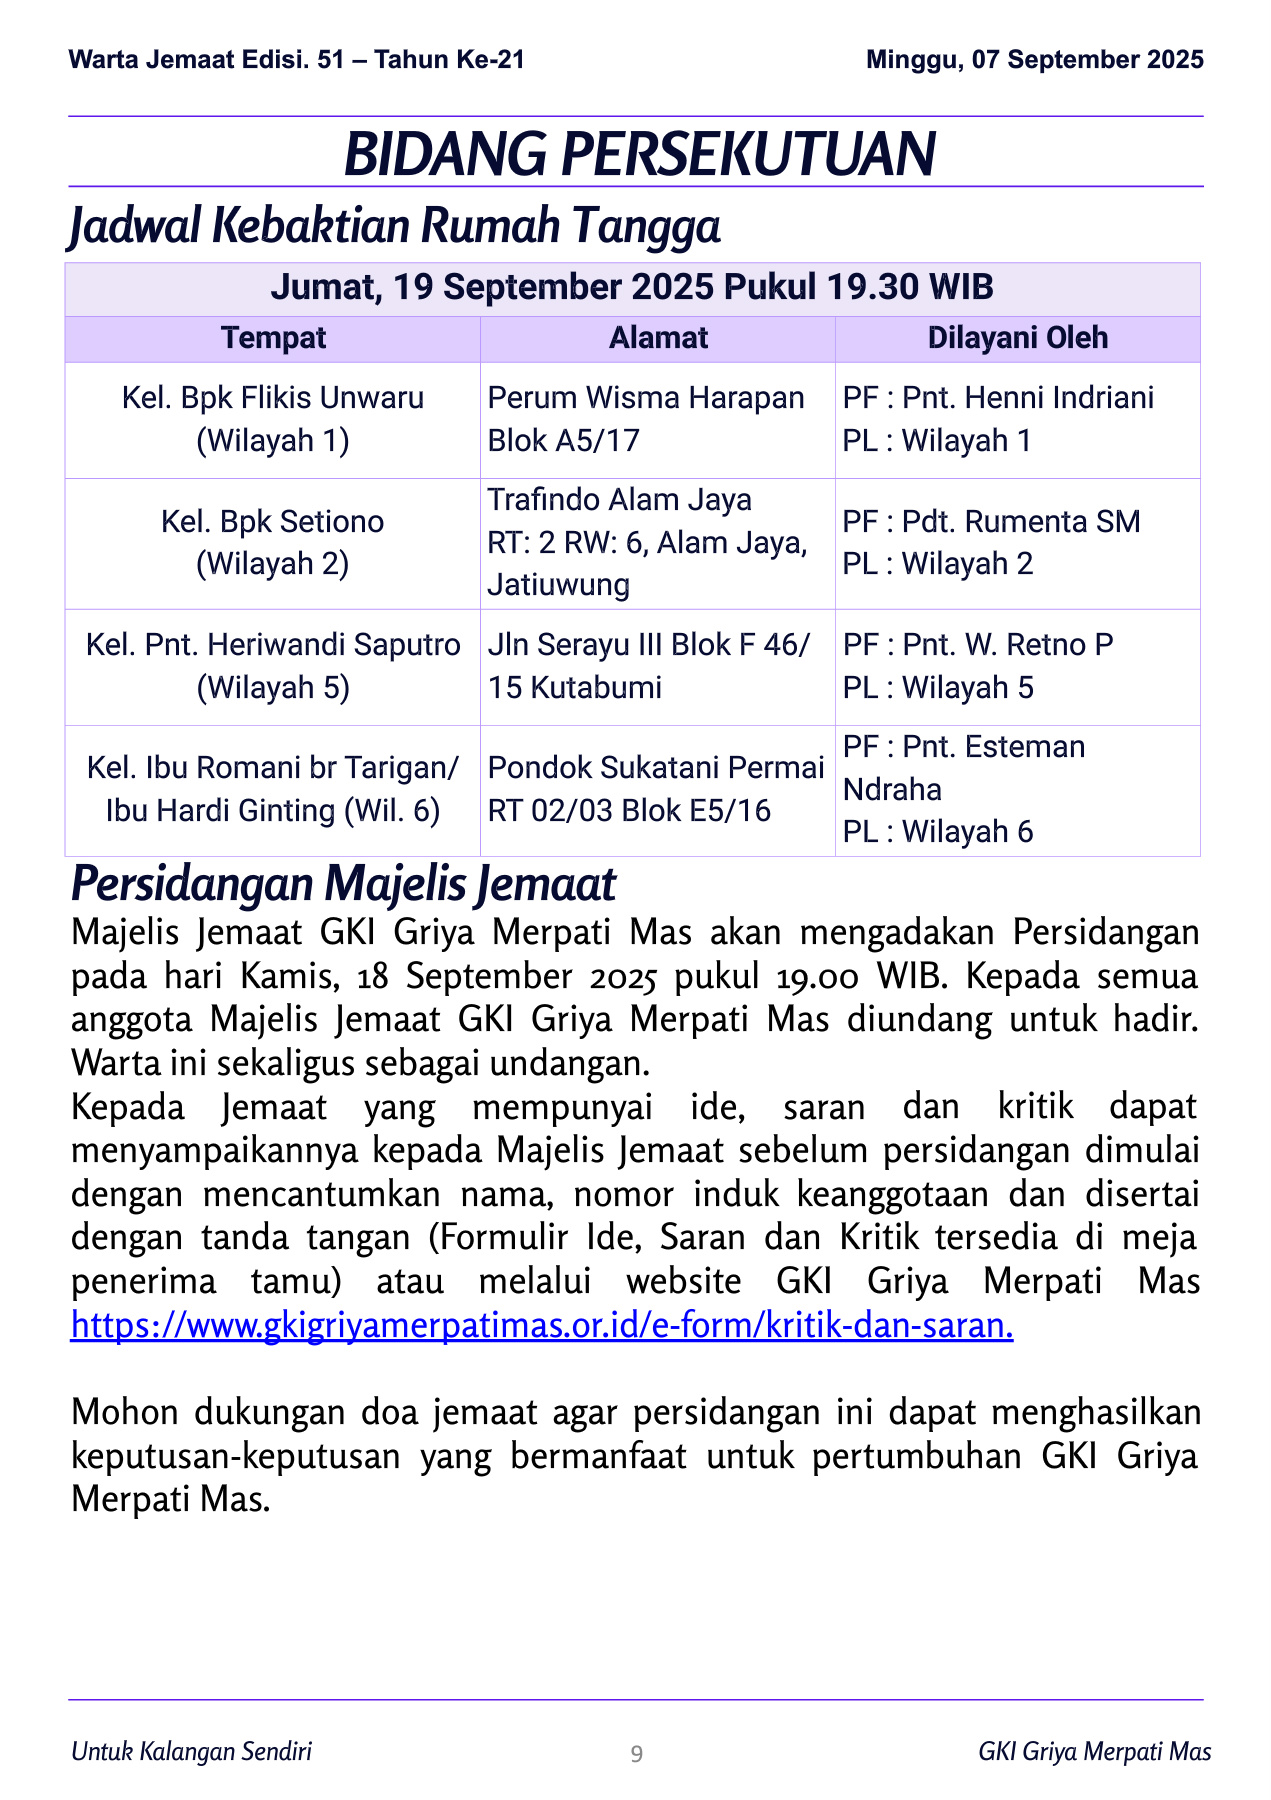 Warta Jemaat Edisi. 51 – Tahun Ke-21
Minggu, 07 September 2025
BIDANG PERSEKUTUAN
Jadwal Kebaktian Rumah Tangga
Jumat, 19 September 2025 Pukul 19.30 WIB
Tempat
Alamat
Dilayani Oleh
Kel. Bpk Flikis Unwaru
(Wilayah 1)
Perum Wisma Harapan
Blok A5/17
PF : Pnt. Henni Indriani
PL : Wilayah 1
Kel. Bpk Setiono
(Wilayah 2)
Trafindo Alam Jaya
RT: 2 RW: 6, Alam Jaya,
Jatiuwung
PF : Pdt. Rumenta SM
PL : Wilayah 2
Kel. Pnt. Heriwandi Saputro
(Wilayah 5)
Jln Serayu III Blok F 46/
15 Kutabumi
PF : Pnt. W. Retno P
PL : Wilayah 5
Kel. Ibu Romani br Tarigan/
Ibu Hardi Ginting (Wil. 6)
Pondok Sukatani Permai
RT 02/03 Blok E5/16
PF : Pnt. Esteman
Ndraha
PL : Wilayah 6
Persidangan Majelis Jemaat
Majelis Jemaat GKI Griya Merpati Mas akan mengadakan Persidangan
pada hari Kamis, 18 September 2025 pukul 19.00 WIB. Kepada semua
anggota Majelis Jemaat GKI Griya Merpati Mas diundang untuk hadir.
Warta ini sekaligus sebagai undangan.
Kepada Jemaat yang mempunyai ide, saran dan kritik dapat
menyampaikannya kepada Majelis Jemaat sebelum persidangan dimulai
dengan mencantumkan nama, nomor induk keanggotaan dan disertai
dengan tanda tangan (Formulir Ide, Saran dan Kritik tersedia di meja
penerima tamu) atau melalui website GKI Griya Merpati Mas
https://www.gkigriyamerpatimas.or.id/e-form/kritik-dan-saran.
Mohon dukungan doa jemaat agar persidangan ini dapat menghasilkan
keputusan-keputusan yang bermanfaat untuk pertumbuhan GKI Griya
Merpati Mas.
Untuk Kalangan Sendiri
9
GKI Griya Merpati Mas